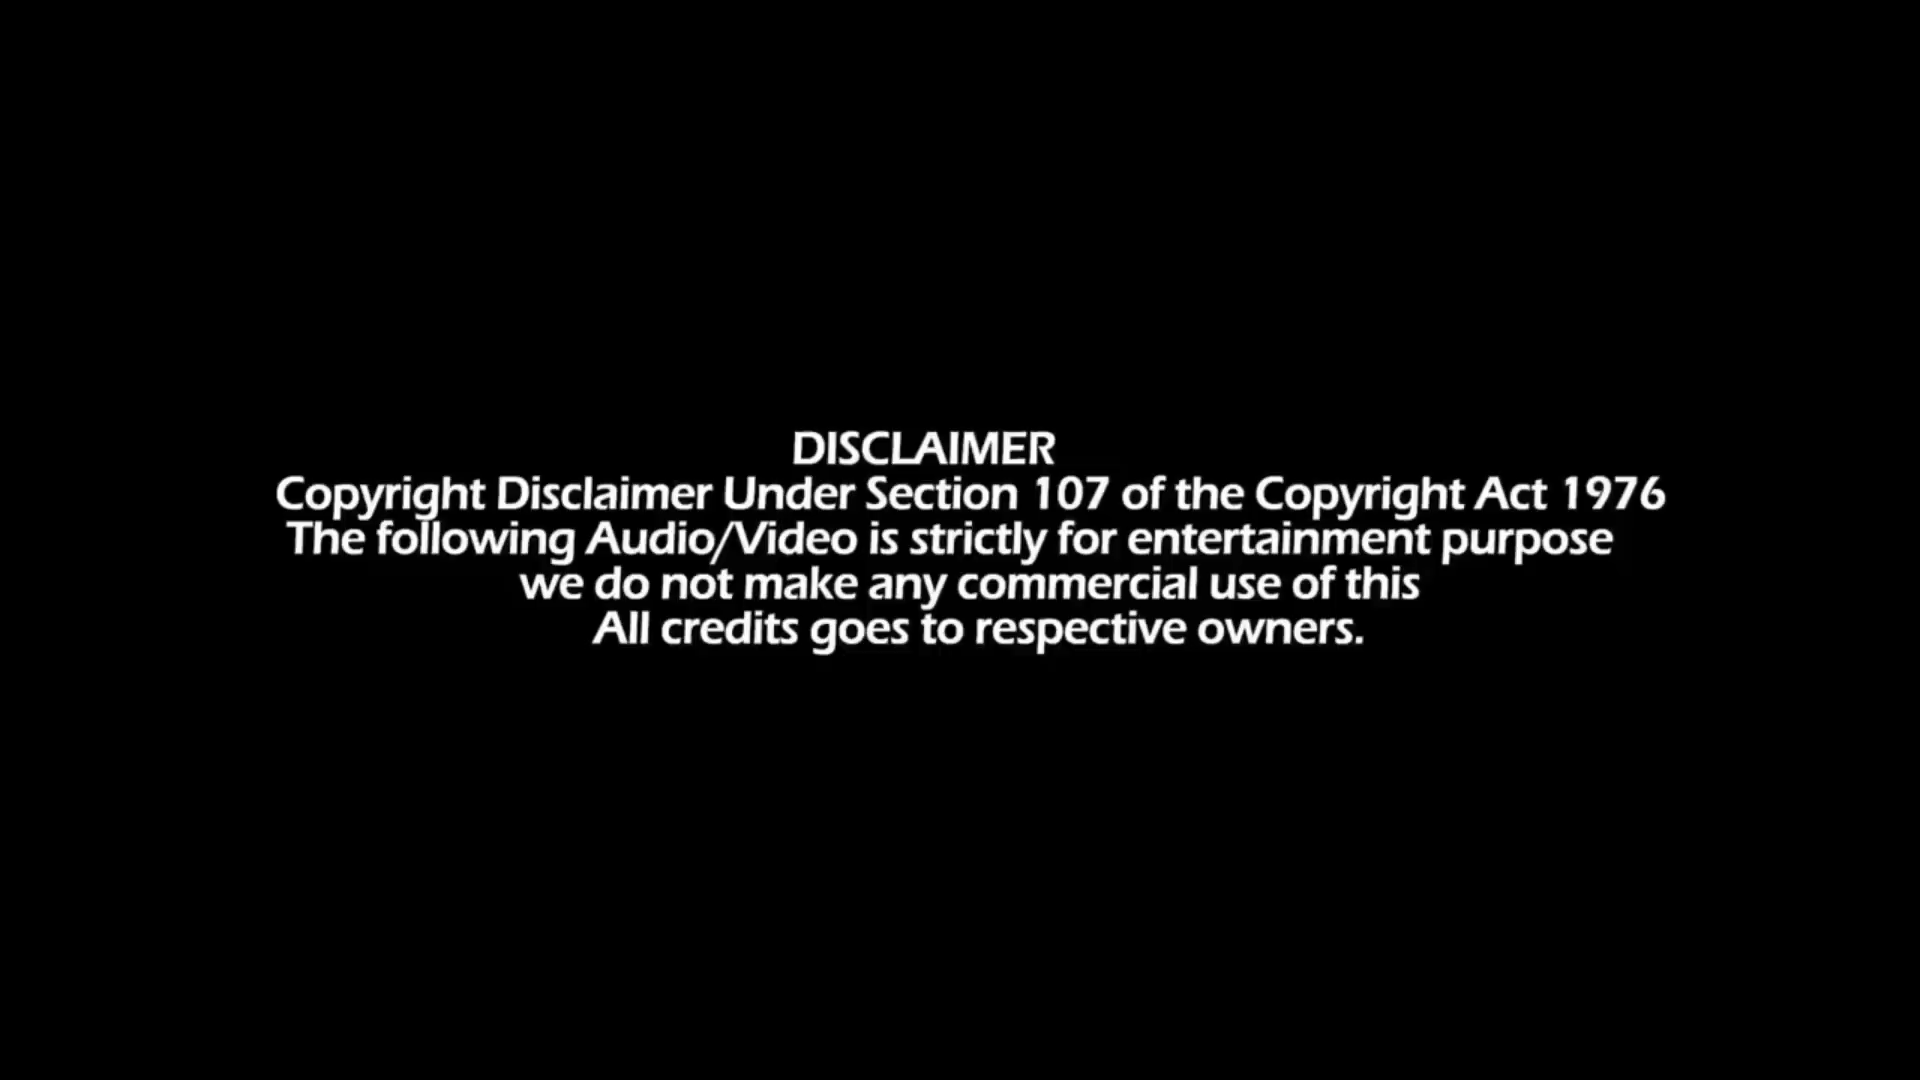 DISCLAIMER
Copyright Disclaimer Under Section 107 of the Copyright Act 1976
The following Audio/Video is strictly for entertainment purpose
we do not make any commercial use of this
All credits goes to respective owners.